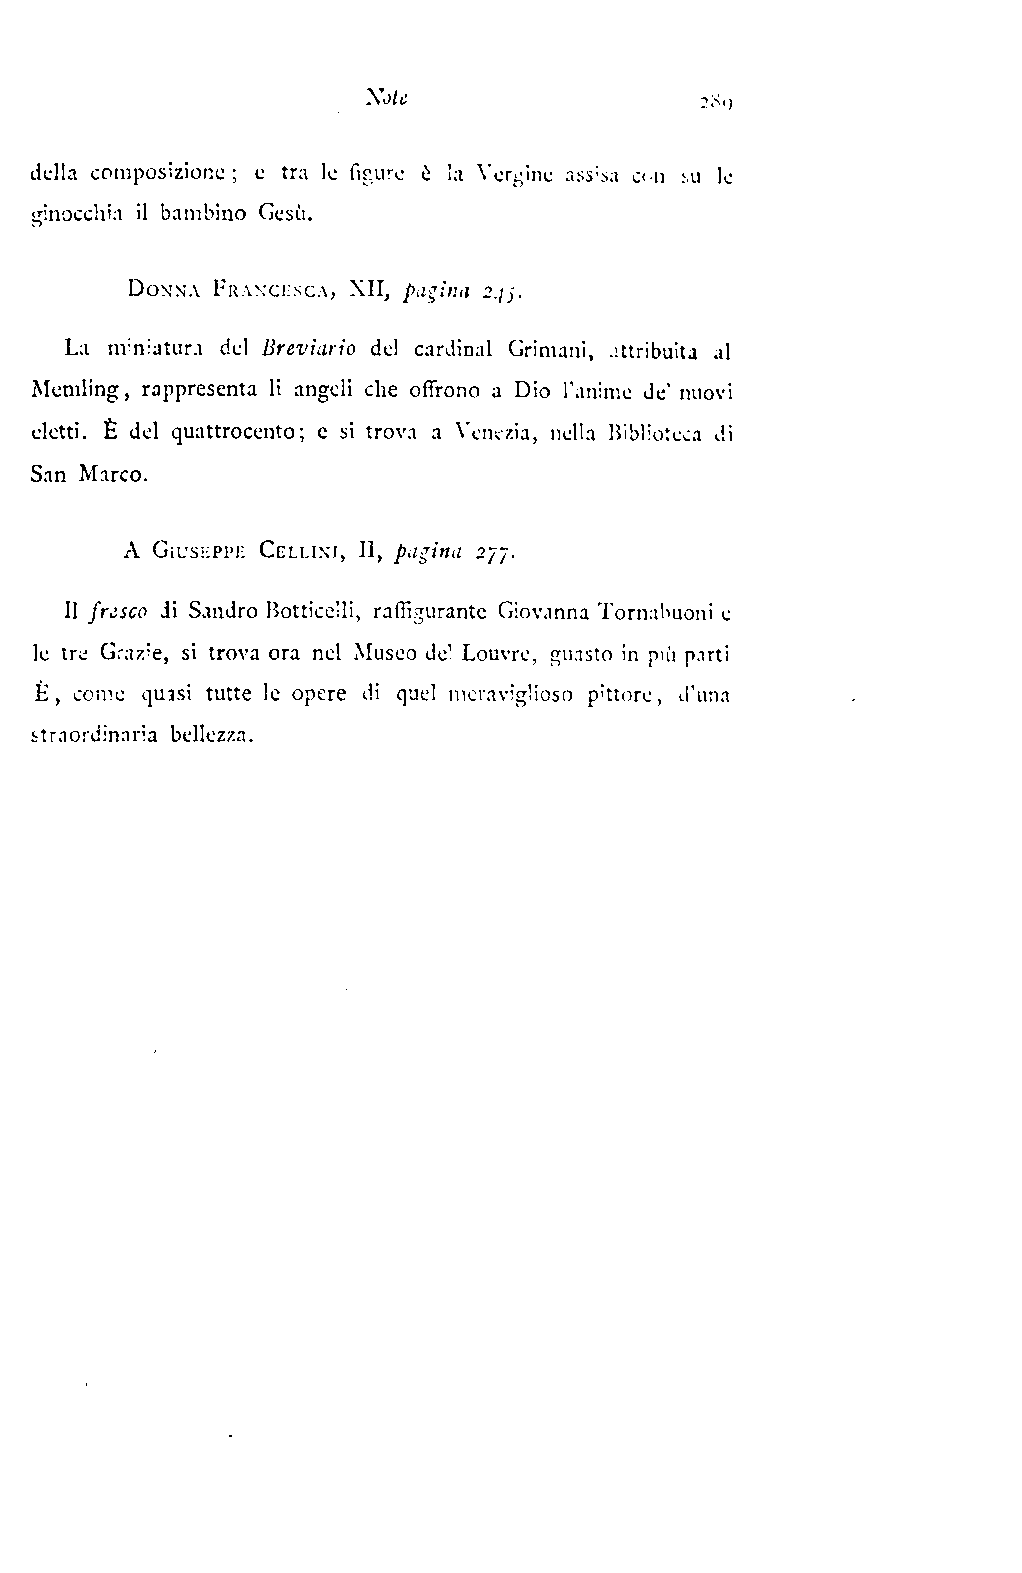 Note 289
della composizione; e tra le figure è la Vergine assisa con su le
ginocchia il bambino Gesù.
DONNA FRANCESCA, XII, pagina 245.
La miniatura del Breviario del cardinal Grimani, attribuita al
Memling, rappresenta li angeli che offrono a Dio l'anime de' nuovi
eletti. È del quattrocento; e si trova a Venezia, nella Biblioteca di
San Marco.
A GIUSEPPE CELLINI, II, pagina 277.
Il fresco di Sandro Botticelli, raffigurante Giovanna Tornabuoni e
le tre Grazie, si trova ora nel Museo del Louvre, guasto in più parti
È, come quasi tutte le opere di quel meraviglioso pittore, d'una
straordinaria bellezza.